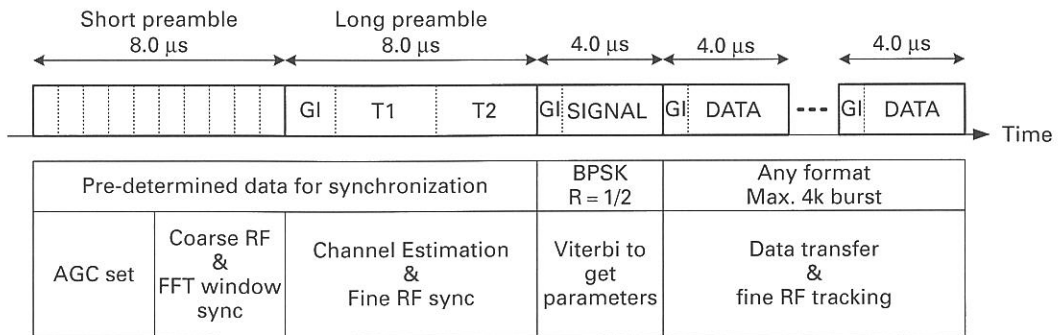 Short preamble
8.0 μs
Long preamble
8.0 μs
4.0 μs
4.0 μs
4.0 μs
GI
T1
T2
GI
SIGNAL
GI
DATA
GI
DATA
Time
Pre-determined data for synchronization
BPSK
R = 1/2
Any format
Max. 4k burst
AGC set
Coarse RF
&
FFT window
sync
Channel Estimation
&
Fine RF sync
Viterbi to
get
parameters
Data transfer
&
fine RF tracking